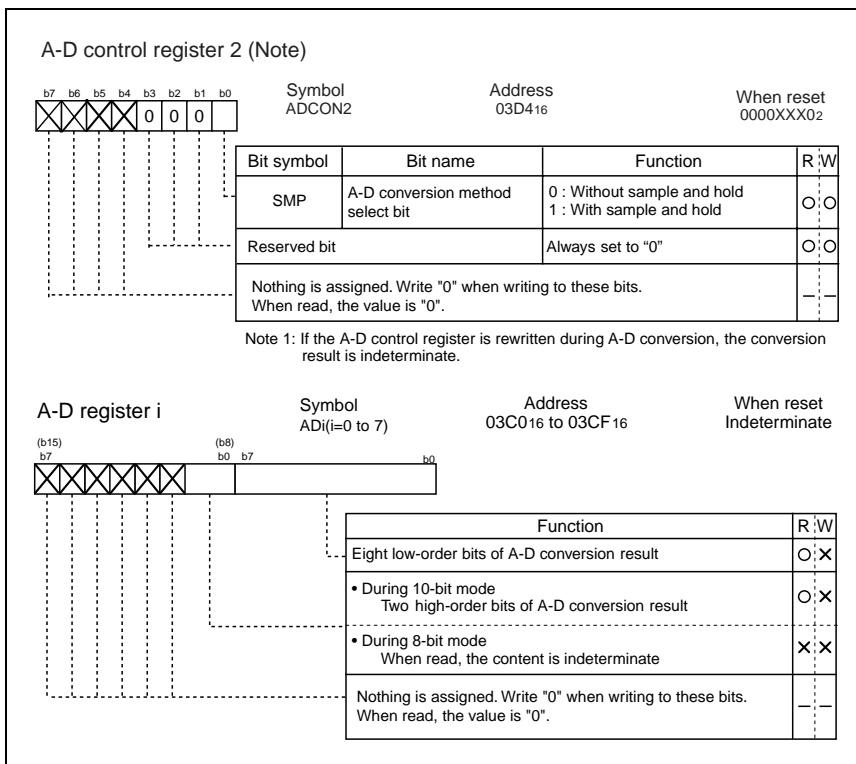 A-D control register 2 (Note)
b7 b6 b5 b4 b3 b2 b1 b0
0 0 0
Symbol Address When reset
ADCON2 03D416 0000XXX02
Bit symbol Bit name Function R W
SMP A-D conversion method select bit 0 : Without sample and hold
1 : With sample and hold
Reserved bit Always set to “0”
Nothing is assigned. Write "0" when writing to these bits.
When read, the value is "0".
Note 1: If the A-D control register is rewritten during A-D conversion, the conversion
result is indeterminate.
A-D register i
Symbol Address When reset
ADi(i=0 to 7) 03C016 to 03CF16 Indeterminate
(b15) (b8)
b7 b0 b7 b0
Function R W
Eight low-order bits of A-D conversion result
• During 10-bit mode
Two high-order bits of A-D conversion result
• During 8-bit mode
When read, the content is indeterminate
Nothing is assigned. Write "0" when writing to these bits.
When read, the value is "0".